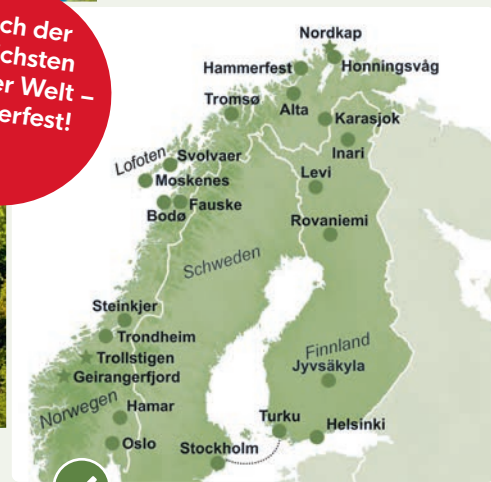 ch der
chsten
er Welt –
erfest!
Nordkap
Hammerfest
Honningsvåg
Tromsø
Alta
Karasjok
Inari
Lofoten
Svolvaer
Levi
Moskenes
Bodø
Fauske
Rovaniemi
Schweden
Steinkjer
Trondheim
Finnland
Trollstigen
Jyvsäkyla
Geirangerfjord
Norwegen
Hamar
Turku
Helsinki
Oslo
Stockholm